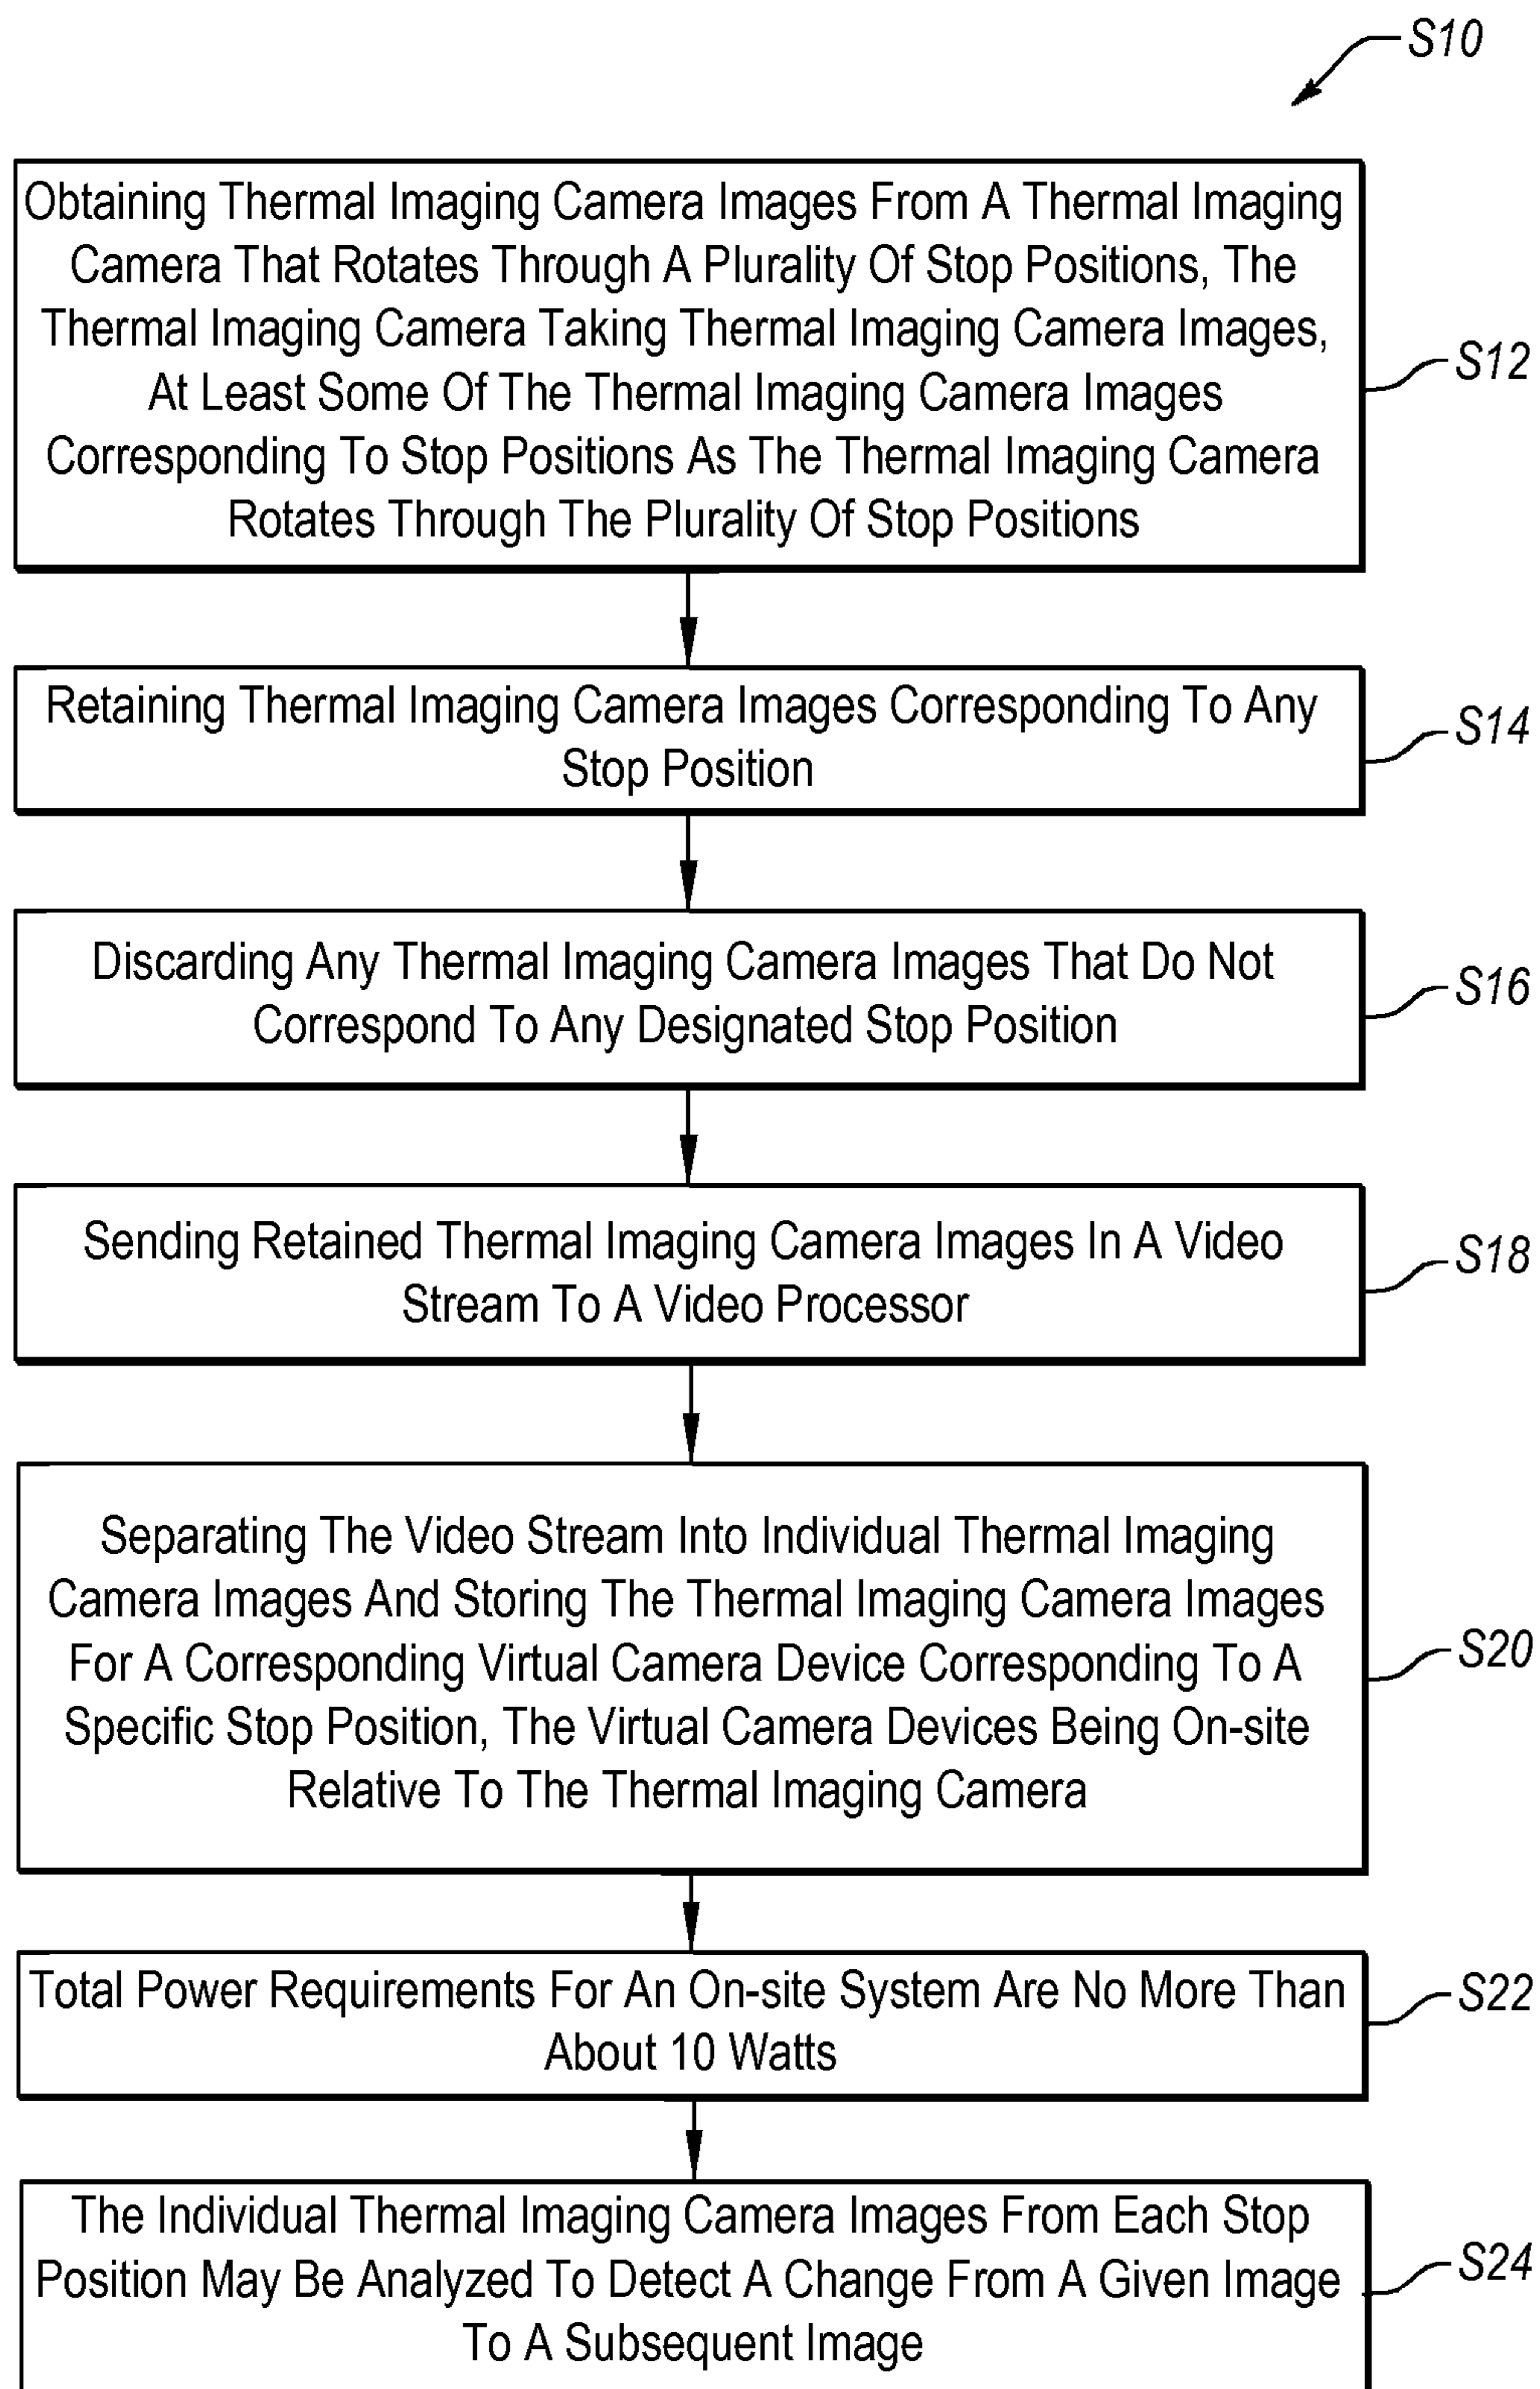 S10
Obtaining Thermal Imaging Camera Images From A Thermal Imaging
Camera That Rotates Through A Plurality Of Stop Positions, The
Thermal Imaging Camera Taking Thermal Imaging Camera Images,
At Least Some Of The Thermal Imaging Camera Images
Corresponding To Stop Positions As The Thermal Imaging Camera
Rotates Through The Plurality Of Stop Positions
S12
Retaining Thermal Imaging Camera Images Corresponding To Any
Stop Position
S14
Discarding Any Thermal Imaging Camera Images That Do Not
Correspond To Any Designated Stop Position
S16
Sending Retained Thermal Imaging Camera Images In A Video
Stream To A Video Processor
S18
Separating The Video Stream Into Individual Thermal Imaging
Camera Images And Storing The Thermal Imaging Camera Images
For A Corresponding Virtual Camera Device Corresponding To A
Specific Stop Position, The Virtual Camera Devices Being On-site
Relative To The Thermal Imaging Camera
S20
Total Power Requirements For An On-site System Are No More Than
About 10 Watts
S22
The Individual Thermal Imaging Camera Images From Each Stop
Position May Be Analyzed To Detect A Change From A Given Image
To A Subsequent Image
S24